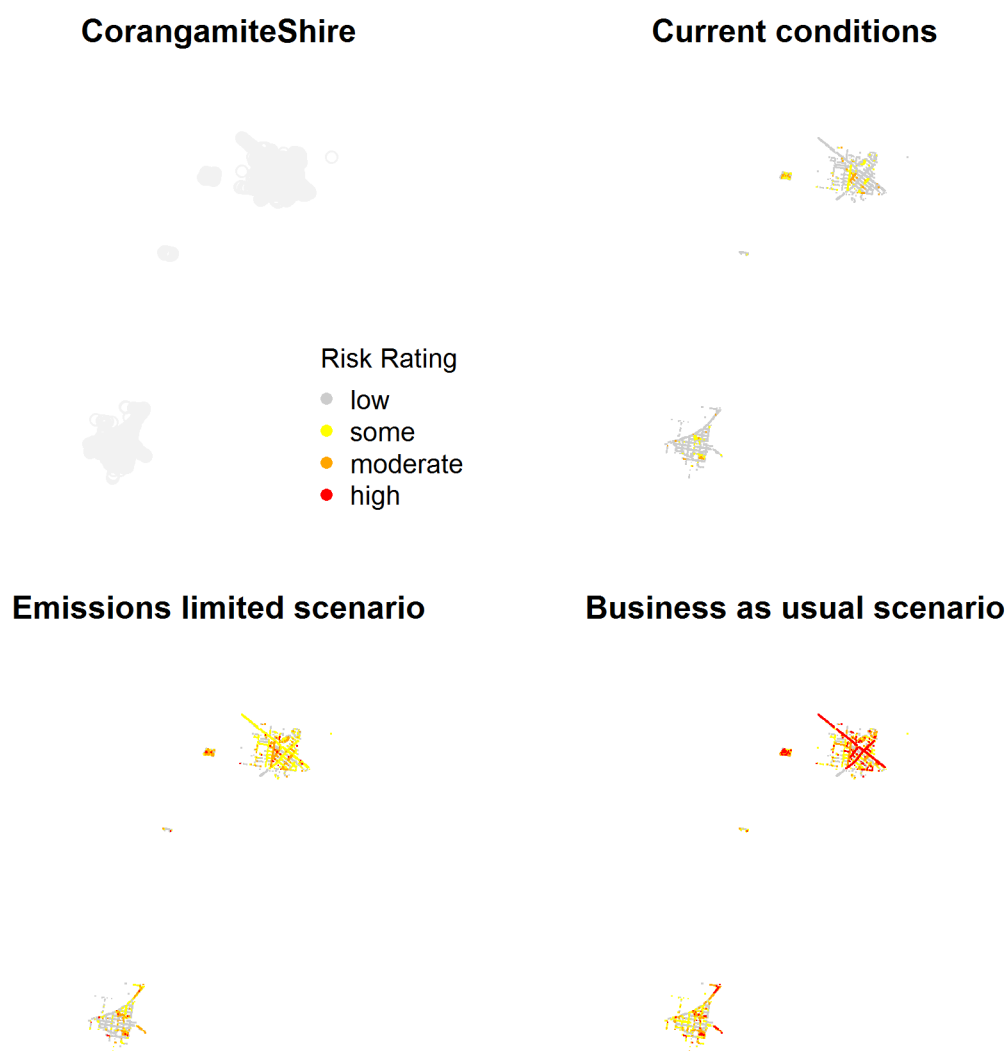 CorangamiteShire
Current conditions
Risk Rating
low
some
moderate
high
Emissions limited scenario
Business as usual scenario